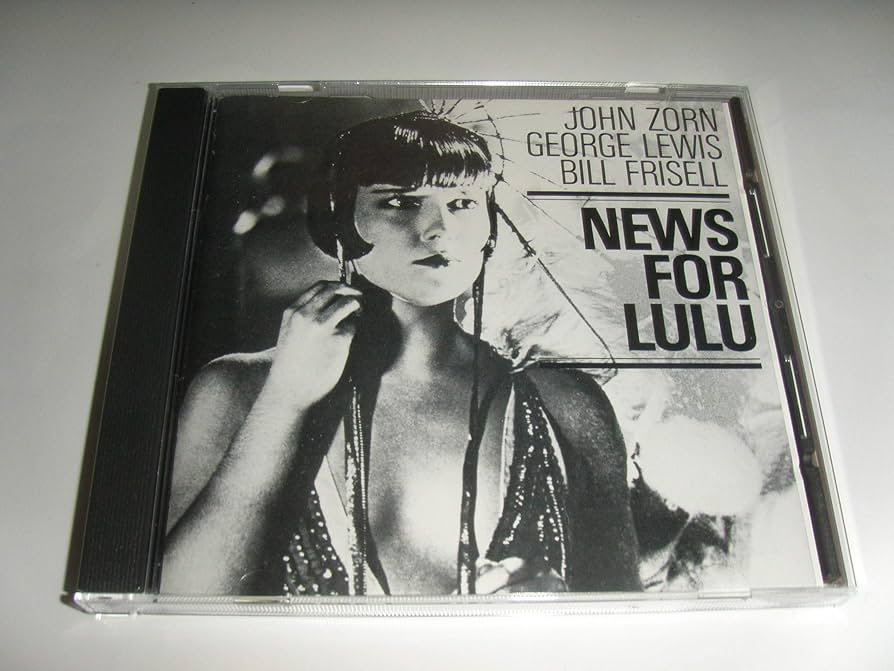 JOHN ZORN
GEORGE LEWIS
BILL FRISELL
NEWS
FOR
LULU